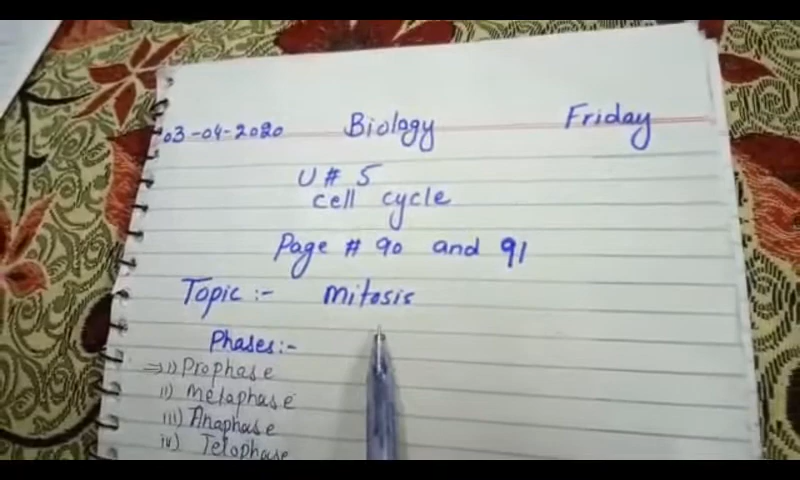 03-04-2020 Biology Friday
U # 5
cell cycle
Page # 90 and 91
Topic :- Mitosis
Phases:-
⇒ i) Prophase
ii) Metaphase
iii) Anaphase
iv) Telophase